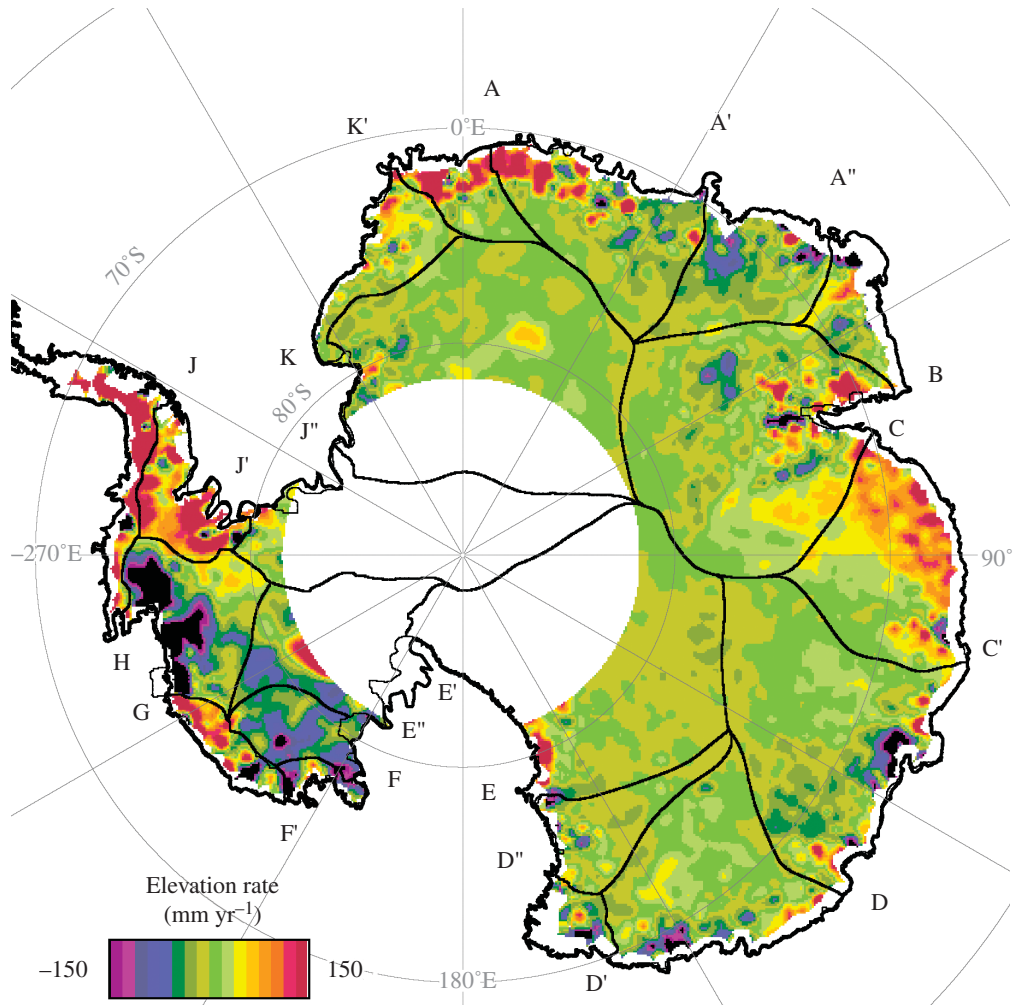 A
K'
0°E
A'
A"
70°S
B
K
J
80°S
C
J"
J'
–270°E
90°
H
C'
G
E'
E"
F
E
F'
D"
Elevation rate
(mm yr–1)
D
–150
150
180°E
D'